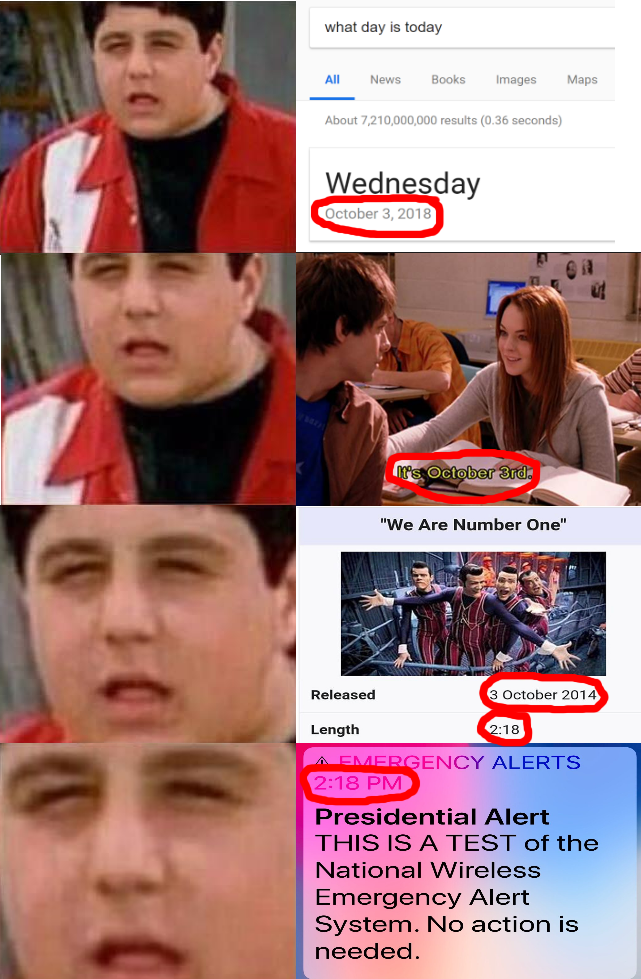 what day is today
All News Books Images Maps
About 7,210,000,000 results (0.36 seconds)
Wednesday
October 3, 2018
It's October 3rd.
"We Are Number One"
Released 3 October 2014
Length 2:18
⚠ EMERGENCY ALERTS
2:18 PM
Presidential Alert
THIS IS A TEST of the
National Wireless
Emergency Alert
System. No action is
needed.